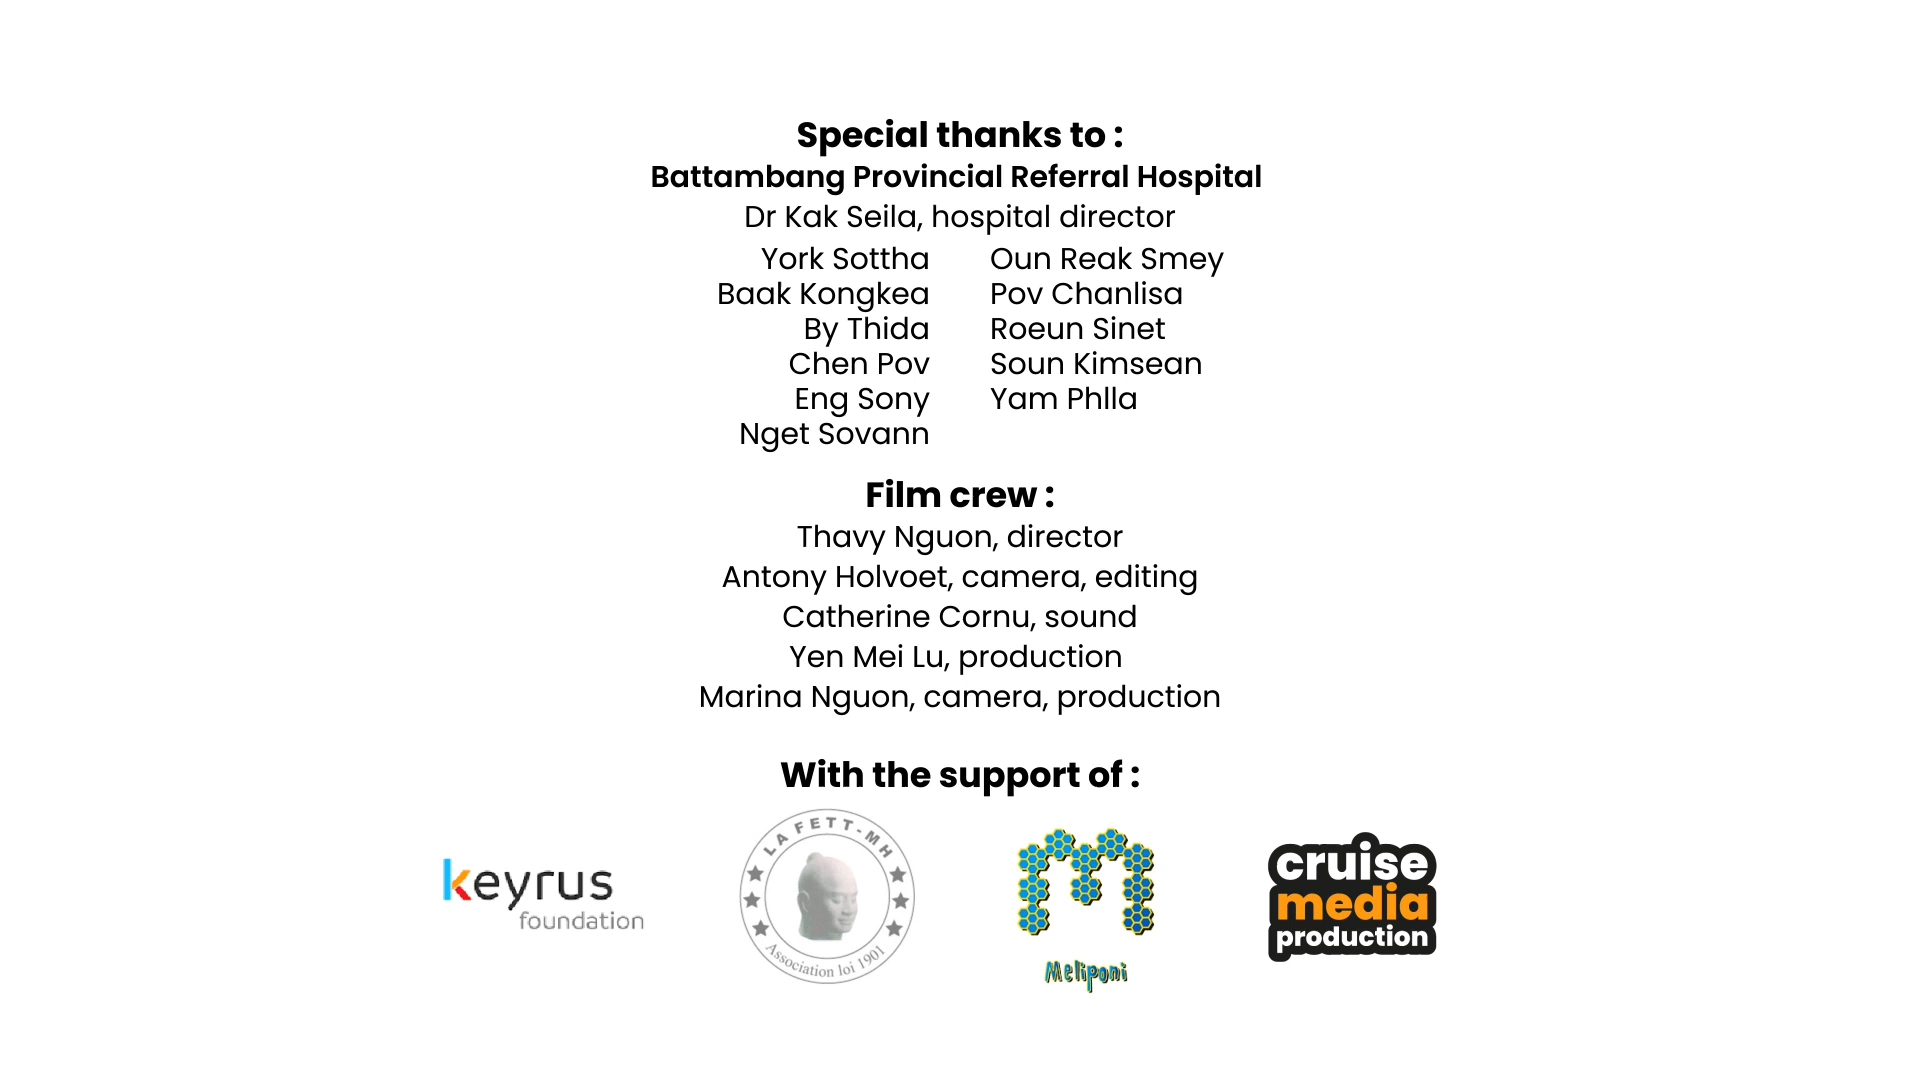 Special thanks to :
Battambang Provincial Referral Hospital
Dr Kak Seila, hospital director
York Sottha
Baak Kongkea
By Thida
Chen Pov
Eng Sony
Nget Sovann
Oun Reak Smey
Pov Chanlisa
Roeun Sinet
Soun Kimsean
Yam Phlla
Film crew :
Thavy Nguon, director
Antony Holvoet, camera, editing
Catherine Cornu, sound
Yen Mei Lu, production
Marina Nguon, camera, production
With the support of :
keyrus
foundation
LA FETT-MH
Association loi 1901
Meliponi
cruise
media
production